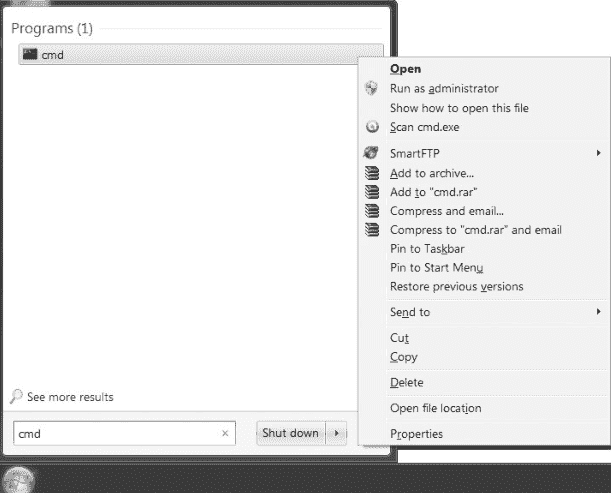 Programs (1)
cmd
Open
Run as administrator
Show how to open this file
Scan cmd.exe
SmartFTP
Add to archive...
Add to "cmd.rar"
Compress and email...
Compress to "cmd.rar" and email
Pin to Taskbar
Pin to Start Menu
Restore previous versions
Send to
Cut
Copy
Delete
Open file location
Properties
See more results
cmd
Shut down